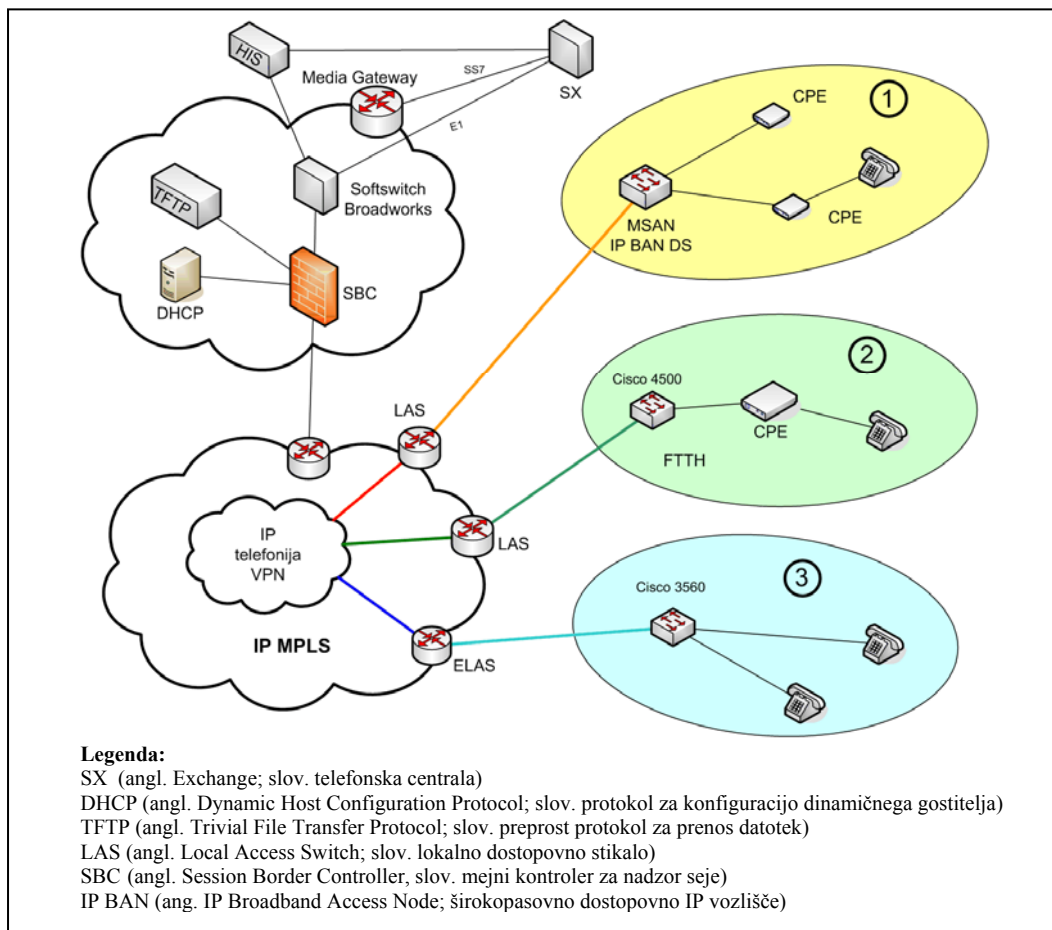 HIS
Media Gateway
SS7
SX
E1
TFTP
Softswitch
Broadworks
DHCP
SBC
CPE
1
MSAN
IP BAN DS
CPE
LAS
Cisco 4500
2
CPE
FTTH
LAS
IP
telefonija
VPN
IP MPLS
ELAS
Cisco 3560
3
Legenda:
SX (angl. Exchange; slov. telefonska centrala)
DHCP (angl. Dynamic Host Configuration Protocol; slov. protokol za konfiguracijo dinamičnega gostitelja)
TFTP (angl. Trivial File Transfer Protocol; slov. preprost protokol za prenos datotek)
LAS (angl. Local Access Switch; slov. lokalno dostopovno stikalo)
SBC (angl. Session Border Controller, slov. mejni kontroler za nadzor seje)
IP BAN (ang. IP Broadband Access Node; širokopasovno dostopovno IP vozlišče)